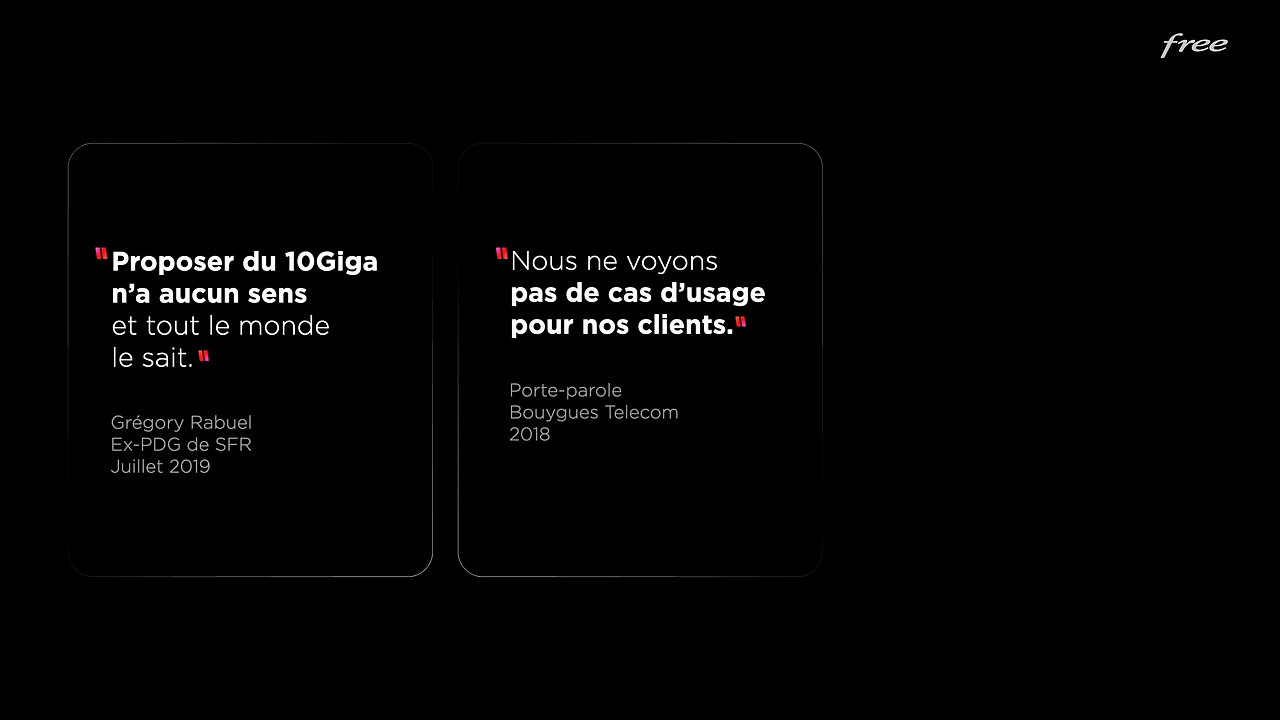 free
"Proposer du 10Giga
n'a aucun sens
et tout le monde
le sait."
Grégory Rabuel
Ex-PDG de SFR
Juillet 2019
"Nous ne voyons
pas de cas d'usage
pour nos clients."
Porte-parole
Bouygues Telecom
2018